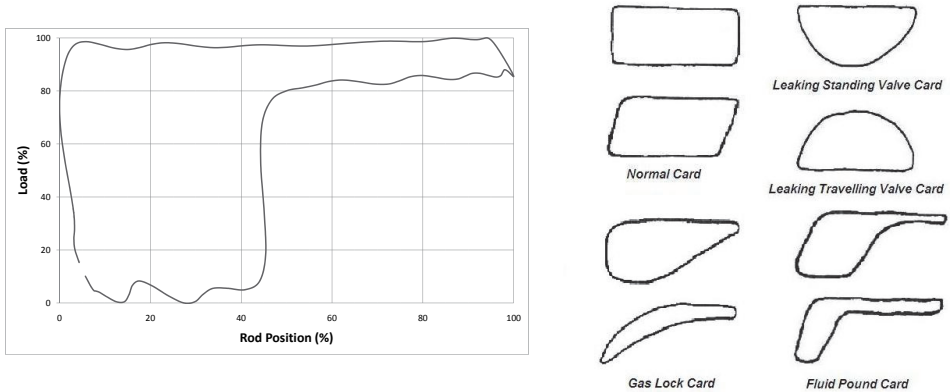 100
80
60
40
20
0
Load (%)
0 20 40 60 80 100
Rod Position (%)
Leaking Standing Valve Card
Normal Card
Leaking Travelling Valve Card
Gas Lock Card
Fluid Pound Card